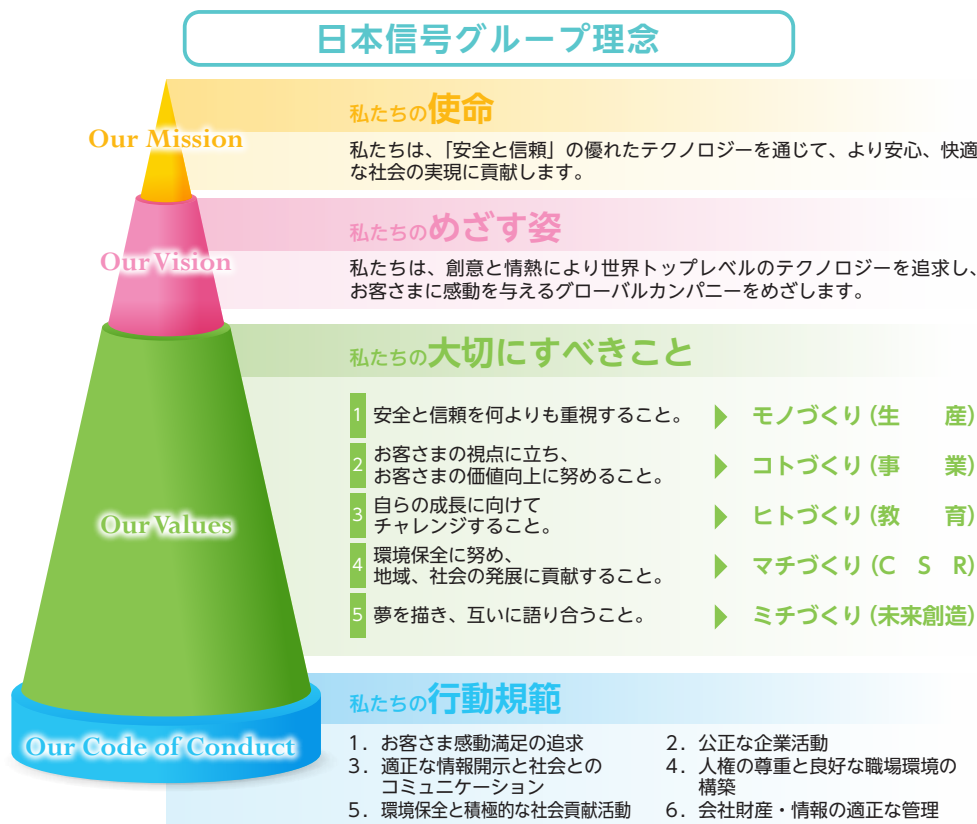 日本信号グループ理念
Our Mission
私たちの使命
私たちは、「安全と信頼」の優れたテクノロジーを通じて、より安心、快適
な社会の実現に貢献します。
Our Vision
私たちのめざす姿
私たちは、創意と情熱により世界トップレベルのテクノロジーを追求し、
お客さまに感動を与えるグローバルカンパニーをめざします。
Our Values
私たちの大切にすべきこと
1 安全と信頼を何よりも重視すること。 ▶ モノづくり(生　産)
2 お客さまの視点に立ち、
お客さまの価値向上に努めること。 ▶ コトづくり(事　業)
3 自らの成長に向けて
チャレンジすること。 ▶ ヒトづくり(教　育)
4 環境保全に努め、
地域、社会の発展に貢献すること。 ▶ マチづくり(C S R)
5 夢を描き、互いに語り合うこと。 ▶ ミチづくり(未来創造)
Our Code of Conduct
私たちの行動規範
1．お客さま感動満足の追求
2．公正な企業活動
3．適正な情報開示と社会との
コミュニケーション
4．人権の尊重と良好な職場環境の
構築
5．環境保全と積極的な社会貢献活動
6．会社財産・情報の適正な管理